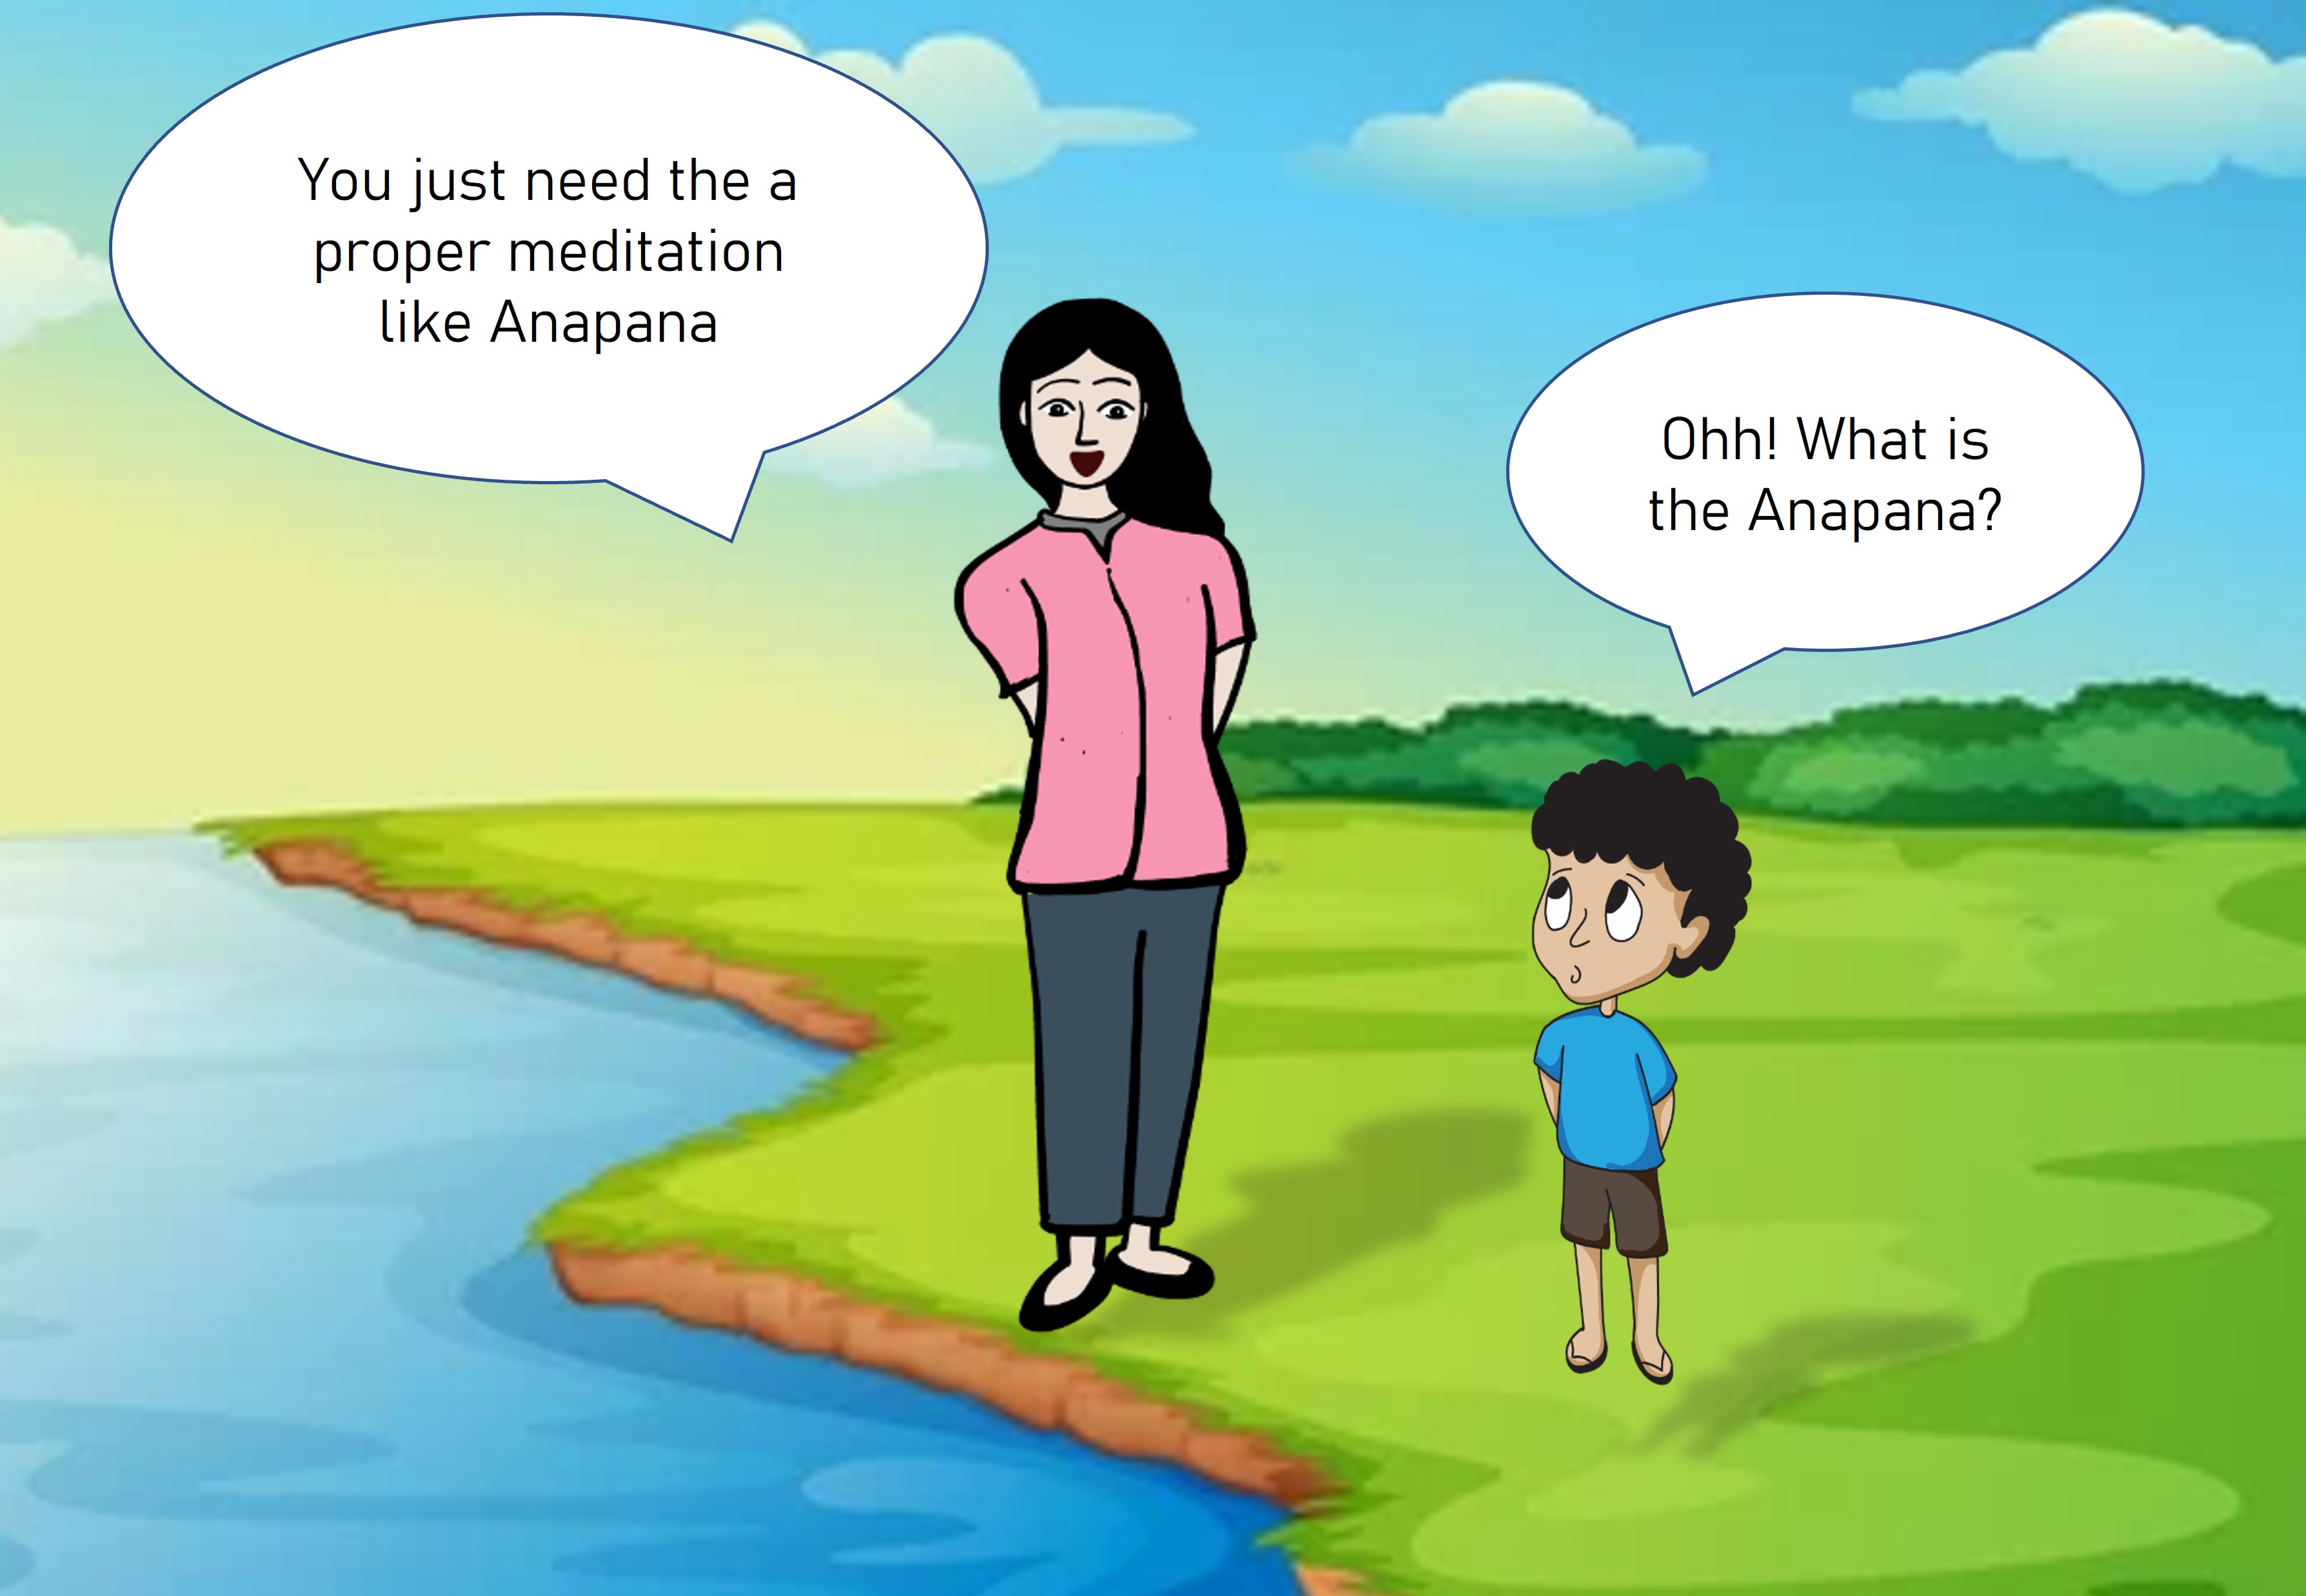 You just need the a
proper meditation
like Anapana
Ohh! What is
the Anapana?